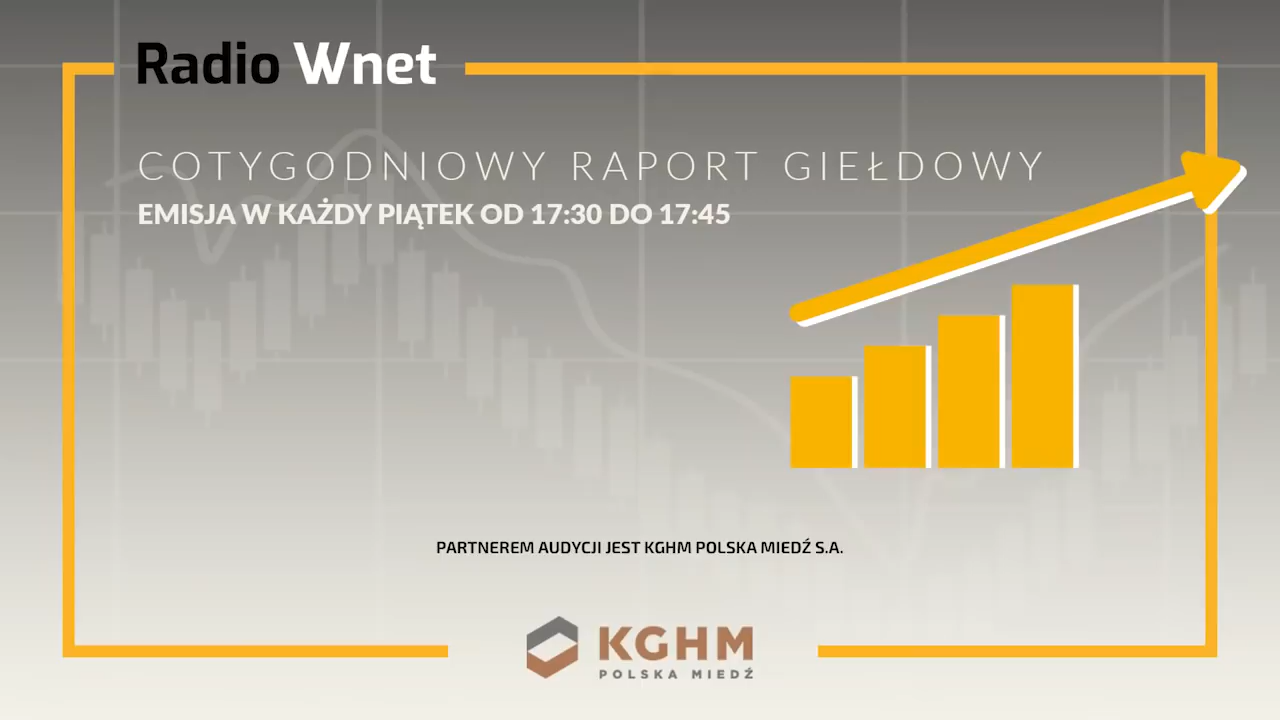 Radio Wnet
COTYGODNIOWY RAPORT GIEŁDOWY
EMISJA W KAŻDY PIĄTEK OD 17:30 DO 17:45
PARTNEREM AUDYCJI JEST KGHM POLSKA MIEDŹ S.A.
KGHM
POLSKA MIEDŹ